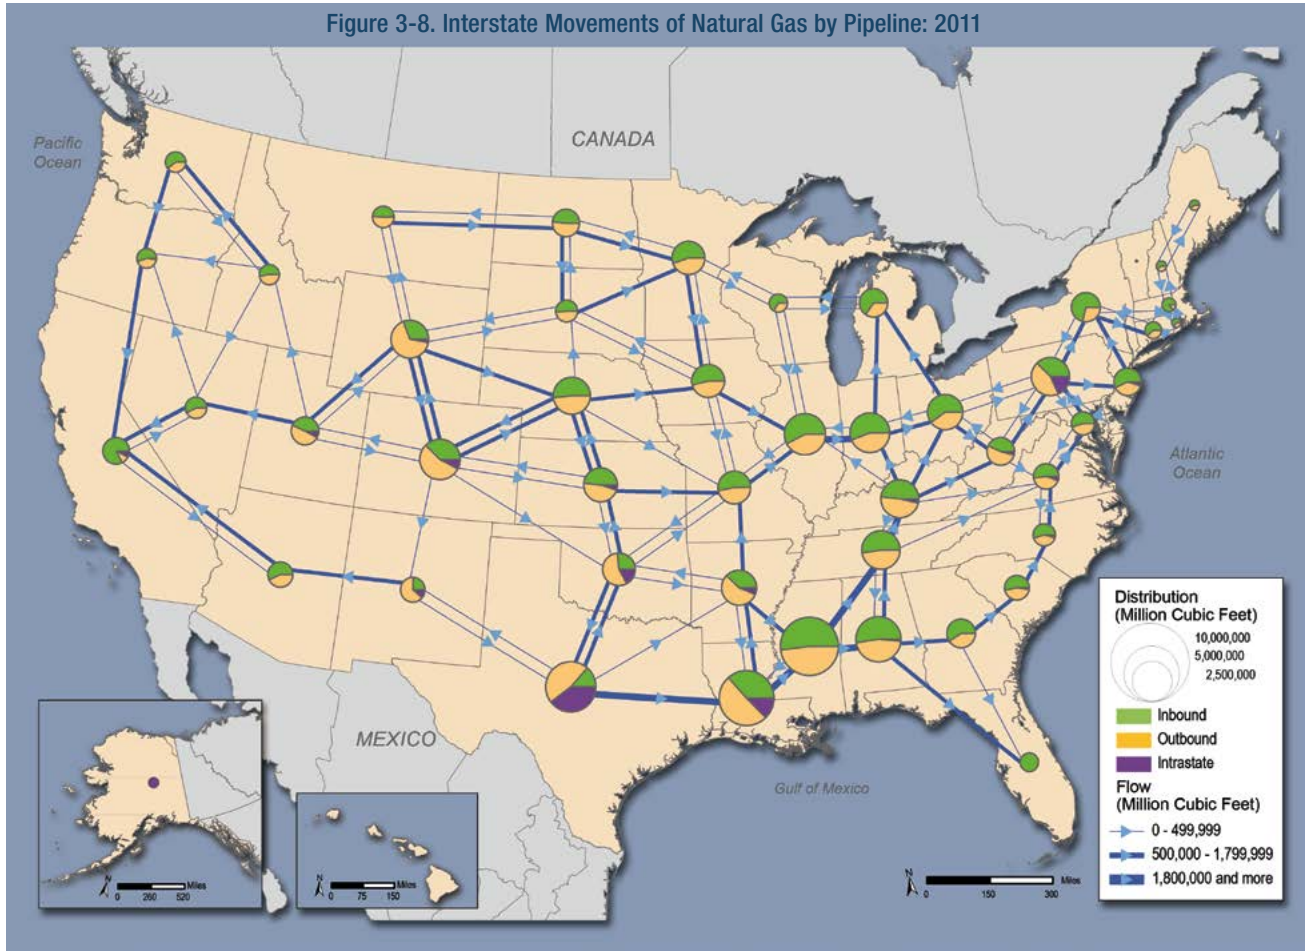 Figure 3-8. Interstate Movements of Natural Gas by Pipeline: 2011
Pacific
Ocean
CANADA
Atlantic
Ocean
MEXICO
Gulf of Mexico
Distribution
(Million Cubic Feet)
10,000,000
5,000,000
2,500,000
Inbound
Outbound
Intrastate
Flow
(Million Cubic Feet)
0 - 499,999
500,000 - 1,799,999
1,800,000 and more
N
Miles
0 260 520
N
Miles
0 75 150
N
Miles
0 150 300